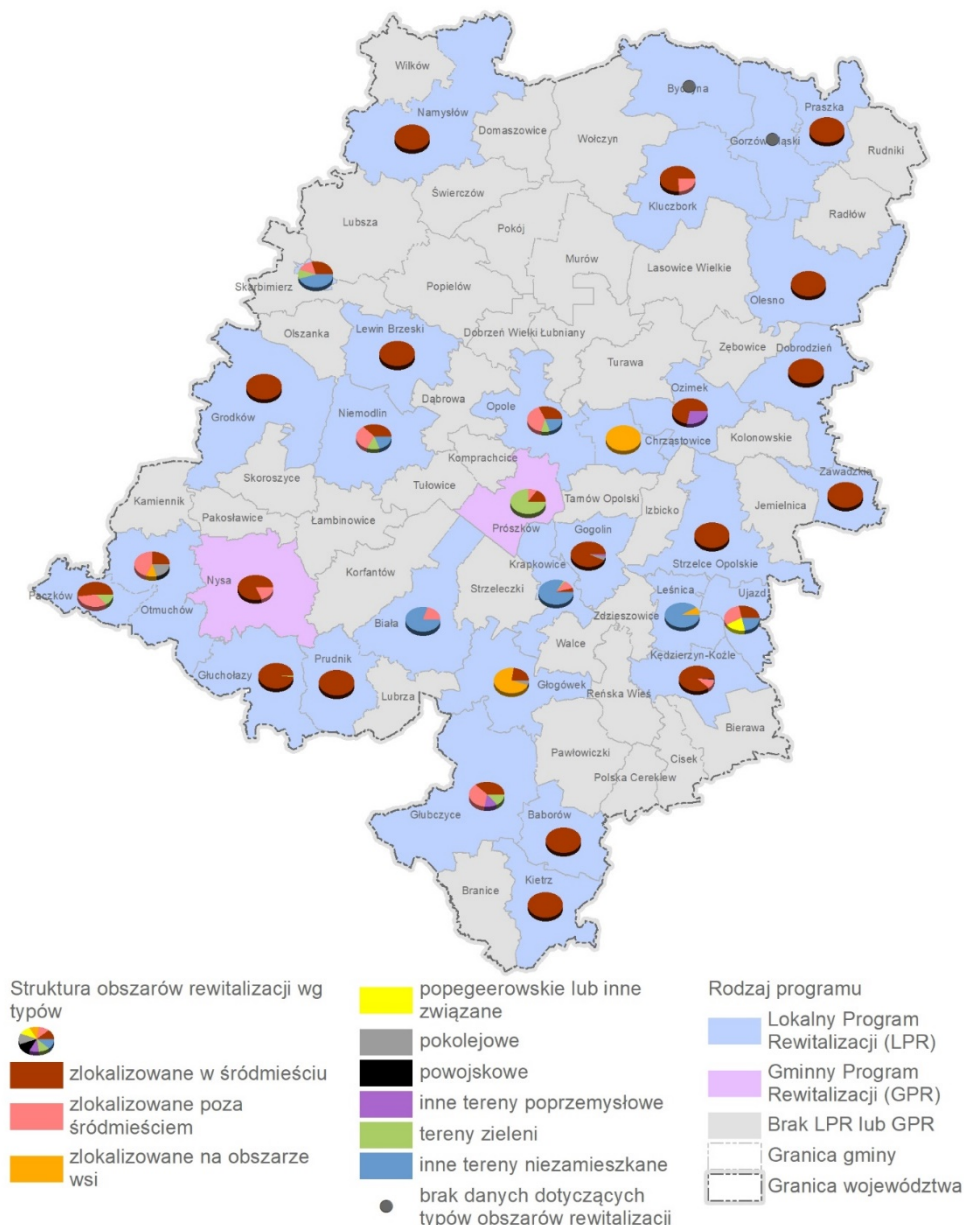 Wilków
Namysłów
Domaszowice
Wołczyn
Byczyna
Praszka
Gorzów Śląski
Rudniki
Kluczbork
Radłów
Świerczów
Lubsza
Pokój
Murów
Lasowice Wielkie
Skarbimierz
Popielów
Olesno
Olszanka
Lewin Brzeski
Dobrzeń Wielki
Łubniany
Turawa
Zębowice
Dobrodzień
Grodków
Niemodlin
Dąbrowa
Opole
Ozimek
Chrząstowice
Kolonowskie
Komprachcice
Skoroszyce
Tułowice
Zawadzkie
Kamiennik
Pakosławice
Łambinowice
Prószków
Tarnów Opolski
Izbicko
Jemielnica
Gogolin
Strzelce Opolskie
Nysa
Korfantów
Krapkowice
Strzeleczki
Leśnica
Ujazd
Paczków
Otmuchów
Biała
Zdzieszowice
Walce
Kędzierzyn-Koźle
Głuchołazy
Prudnik
Lubrza
Głogówek
Reńska Wieś
Bierawa
Pawłowiczki
Cisek
Polska Cerekiew
Głubczyce
Baborów
Branice
Kietrz
Struktura obszarów rewitalizacji wg
typów
zlokalizowane w śródmieściu
zlokalizowane poza
śródmieściem
zlokalizowane na obszarze
wsi
popegeerowskie lub inne
związane
pokolejowe
powojskowe
inne tereny poprzemysłowe
tereny zieleni
inne tereny niezamieszkane
brak danych dotyczących
typów obszarów rewitalizacji
Rodzaj programu
Lokalny Program
Rewitalizacji (LPR)
Gminny Program
Rewitalizacji (GPR)
Brak LPR lub GPR
Granica gminy
Granica województwa